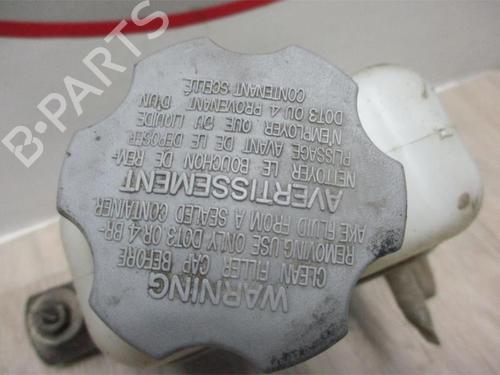 WARNING
CLEAN FILLER CAP BEFORE
REMOVING USE ONLY DOT3 OR 4 BR-
AKE FLUID FROM A SEALED CONTAINER
AVERTISSEMENT
NETTOYER LE BOUCHON DE REM-
PLISSAGE AVANT DE LE DEPOSER
N'EMPLOYER QUE DU LIQUIDE
DOT3 OU 4 PROVENANT D'UN
CONTENANT SCELLÉ
B-PARTS